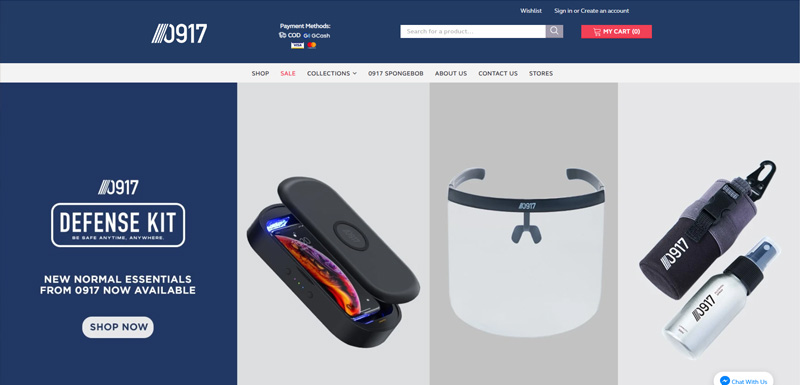 Wishlist
Sign in or Create an account
0917
Payment Methods:
COD GCash
VISA
Search for a product...
MY CART (0)
SHOP
SALE
COLLECTIONS
0917 SPONGEBOB
ABOUT US
CONTACT US
STORES
0917
DEFENSE KIT
BE SAFE ANYTIME, ANYWHERE.
NEW NORMAL ESSENTIALS
FROM 0917 NOW AVAILABLE
SHOP NOW
0917
0917
0917
Chat With Us